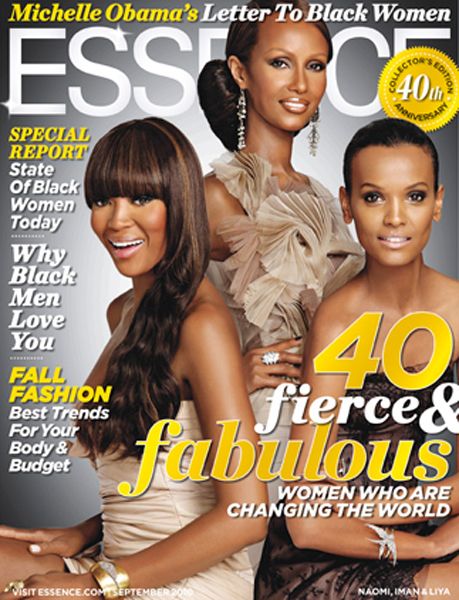 Michelle Obama's Letter To Black Women
ESSENCE
COLLECTOR'S EDITION
40th
ANNIVERSARY
SPECIAL
REPORT
State
Of Black
Women
Today
Why
Black
Men
Love
You
FALL
FASHION
Best Trends
For Your
Body &
Budget
40
fierce &
fabulous
WOMEN WHO ARE
CHANGING THE WORLD
VISIT ESSENCE.COM | SEPTEMBER 2010
NAOMI, IMAN & LIYA